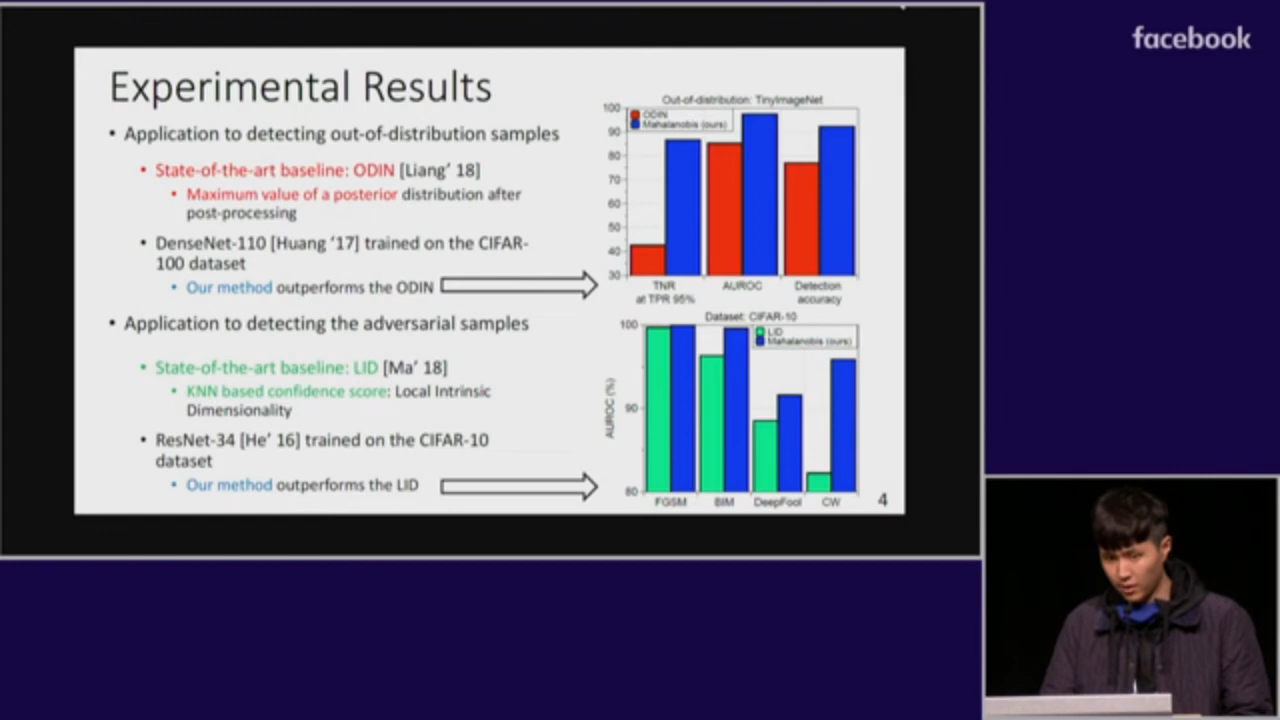 facebook
Experimental Results
• Application to detecting out-of-distribution samples
• State-of-the-art baseline: ODIN [Liang’ 18]
• Maximum value of a posterior distribution after
post-processing
• DenseNet-110 [Huang ’17] trained on the CIFAR-
100 dataset
• Our method outperforms the ODIN
• Application to detecting the adversarial samples
• State-of-the-art baseline: LID [Ma’ 18]
• KNN based confidence score: Local Intrinsic
Dimensionality
• ResNet-34 [He’ 16] trained on the CIFAR-10
dataset
• Our method outperforms the LID
Out-of-distribution: TinyImageNet
ODIN
Mahalanobis (ours)
100
90
80
70
60
50
40
30
TNR
at TPR 95%
AUROC
Detection
accuracy
Dataset: CIFAR-10
LID
Mahalanobis (ours)
AUROC (%)
100
90
80
FGSM
BIM
DeepFool
CW
4